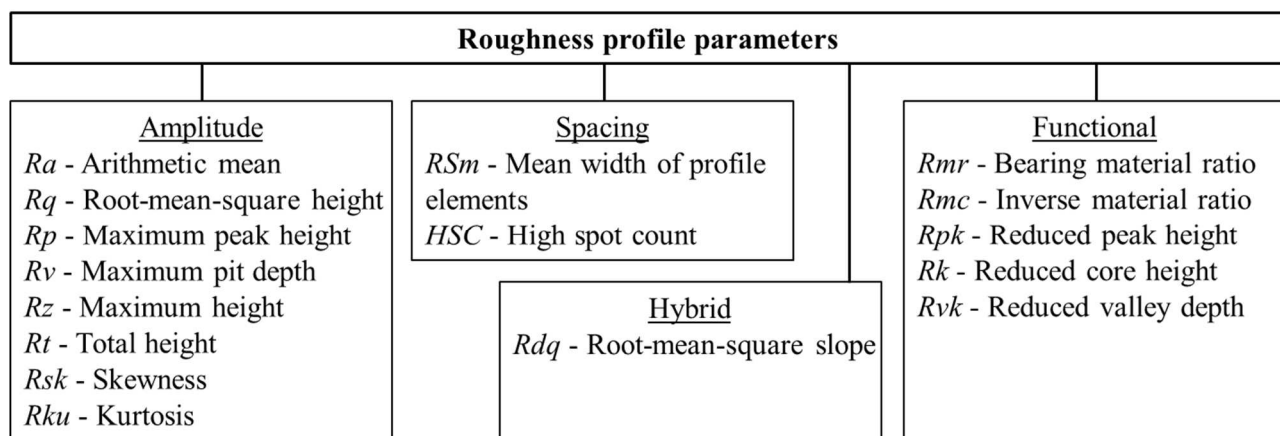 Roughness profile parameters
Amplitude
Ra - Arithmetic mean
Rq - Root-mean-square height
Rp - Maximum peak height
Rv - Maximum pit depth
Rz - Maximum height
Rt - Total height
Rsk - Skewness
Rku - Kurtosis
Spacing
RSm - Mean width of profile
elements
HSC - High spot count
Hybrid
Rdq - Root-mean-square slope
Functional
Rmr - Bearing material ratio
Rmc - Inverse material ratio
Rpk - Reduced peak height
Rk - Reduced core height
Rvk - Reduced valley depth